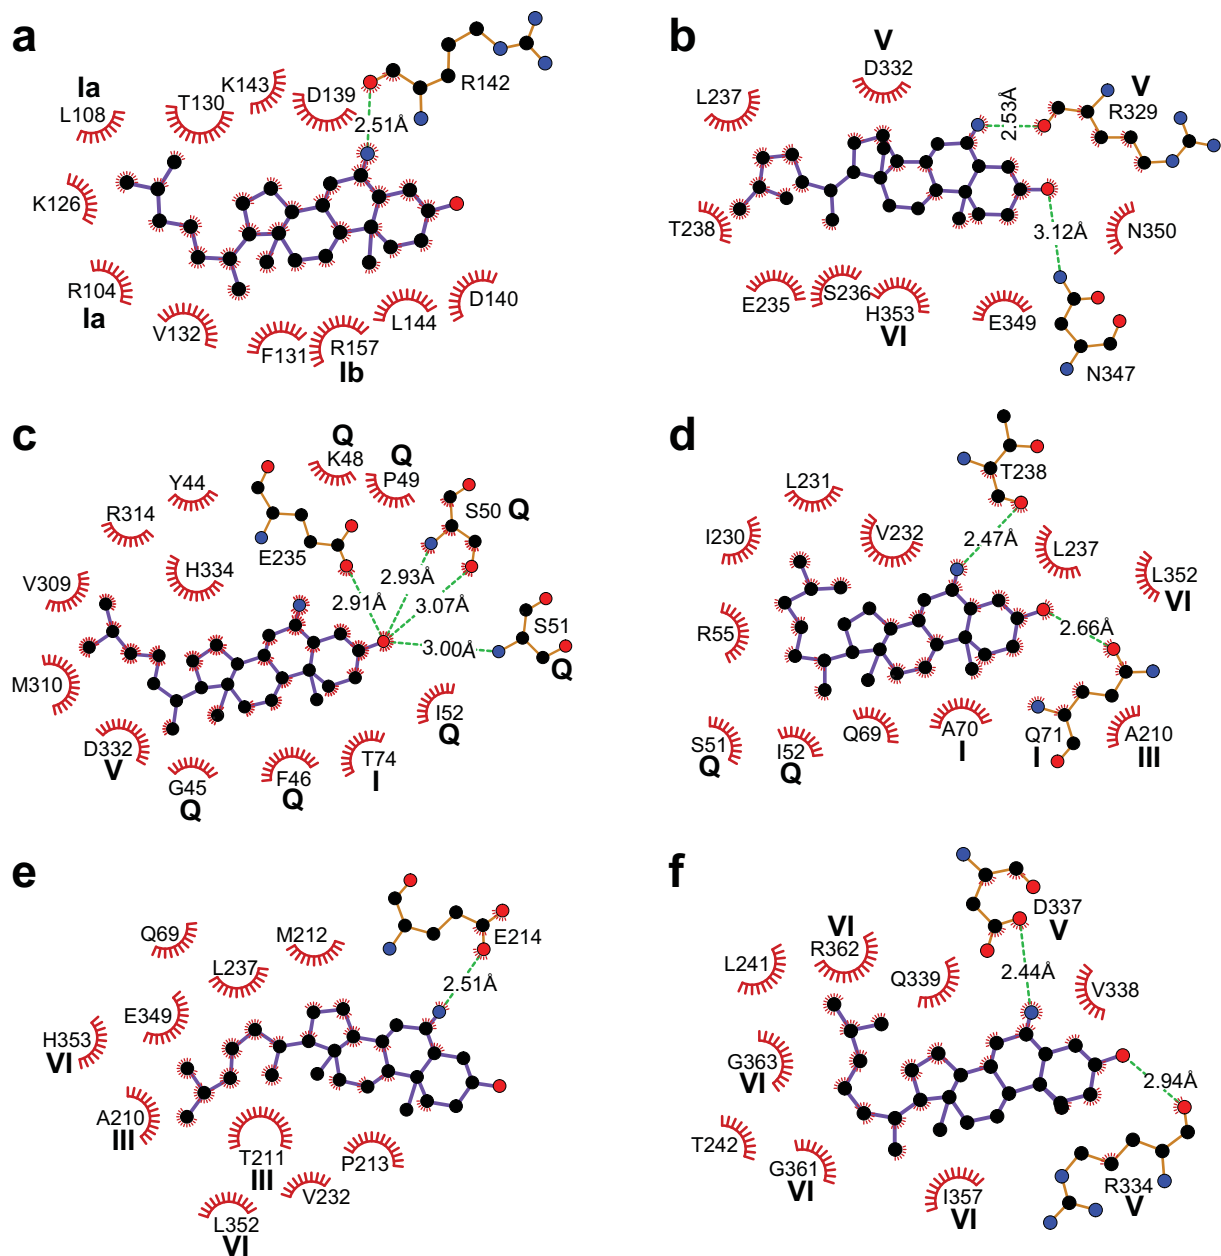 a
Ia
L108
T130
K143
D139
R142
2.51Å
K126
R104
Ia
V132
F131
R157
Ib
L144
D140
b
V
D332
L237
2.53Å
V
R329
T238
3.12Å
N350
E235
S236
H353
VI
E349
N347
c
Q
K48
Q
P49
S50 Q
Y44
R314
E235
H334
2.93Å
V309
2.91Å
3.07Å
S51
3.00Å
Q
M310
I52
Q
D332
V
G45
Q
F46
Q
T74
I
d
T238
L231
I230
V232
2.47Å
L237
L352
VI
R55
2.66Å
S51
Q
I52
Q
Q69
A70
I
Q71
I
A210
III
e
Q69
M212
E214
L237
2.51Å
E349
H353
VI
A210
III
T211
III
P213
V232
L352
VI
f
D337
V
VI
R362
L241
Q339
2.44Å
V338
G363
VI
2.94Å
T242
G361
VI
I357
VI
R334
V